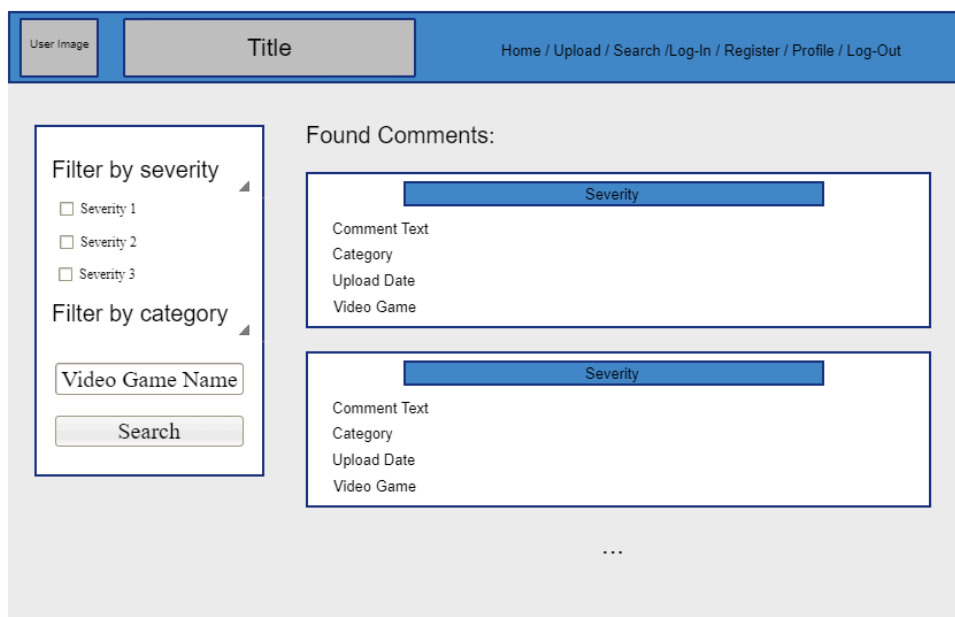 User Image
Title
Home / Upload / Search /Log-In / Register / Profile / Log-Out
Filter by severity
Severity 1
Severity 2
Severity 3
Filter by category
Video Game Name
Search
Found Comments:
Severity
Comment Text
Category
Upload Date
Video Game
Severity
Comment Text
Category
Upload Date
Video Game
...